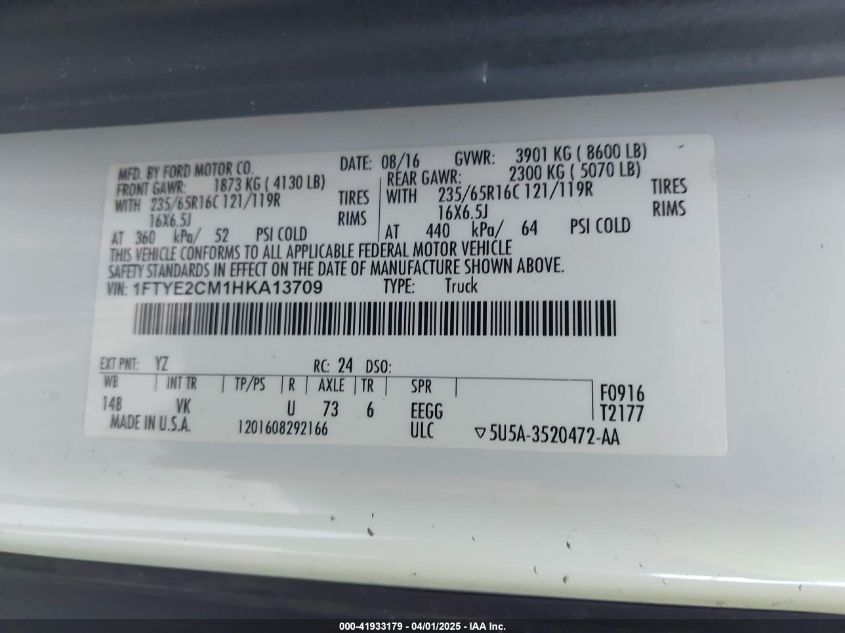 MFD. BY FORD MOTOR CO. DATE: 08/16 GVWR: 3901 KG ( 8600 LB)
FRONT GAWR: 1873 KG ( 4130 LB) REAR GAWR: 2300 KG ( 5070 LB)
WITH 235/65R16C 121/119R TIRES WITH 235/65R16C 121/119R TIRES
16X6.5J RIMS 16X6.5J RIMS
AT 360 kPa/ 52 PSI COLD AT 440 kPa/ 64 PSI COLD
THIS VEHICLE CONFORMS TO ALL APPLICABLE FEDERAL MOTOR VEHICLE
SAFETY STANDARDS IN EFFECT ON THE DATE OF MANUFACTURE SHOWN ABOVE.
VIN: 1FTYE2CM1HKA13709 TYPE: Truck
EXT PNT: YZ RC: 24 DSO:
WB INT TR TP/PS R AXLE TR SPR F0916
148 VK U 73 6 EEGG T2177
MADE IN U.S.A. 1201608292166 ULC ▽5U5A-3520472-AA
000-41933179 - 04/01/2025 - IAA Inc.